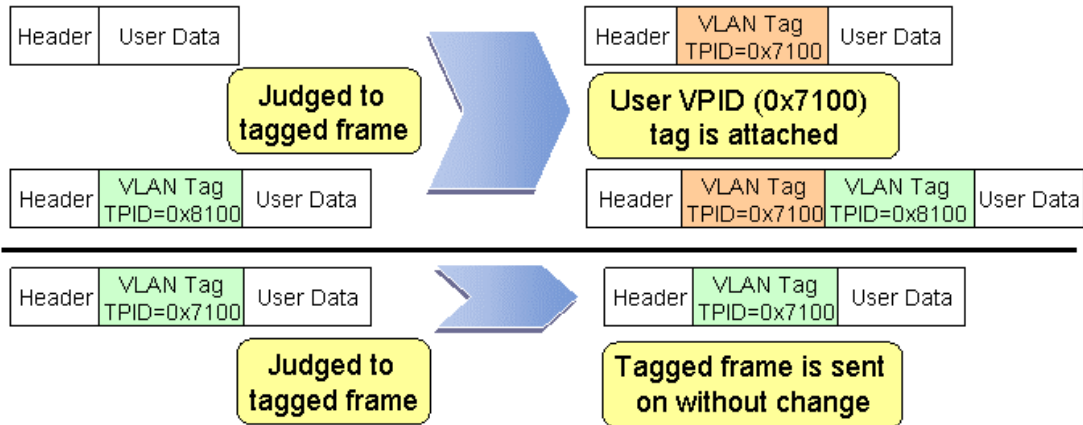 Header User Data
Header VLAN Tag TPID=0x7100 User Data
Judged to
tagged frame
User VPID (0x7100)
tag is attached
Header VLAN Tag TPID=0x8100 User Data
Header VLAN Tag TPID=0x7100 VLAN Tag TPID=0x8100 User Data
Header VLAN Tag TPID=0x7100 User Data
Header VLAN Tag TPID=0x7100 User Data
Judged to
tagged frame
Tagged frame is sent
on without change